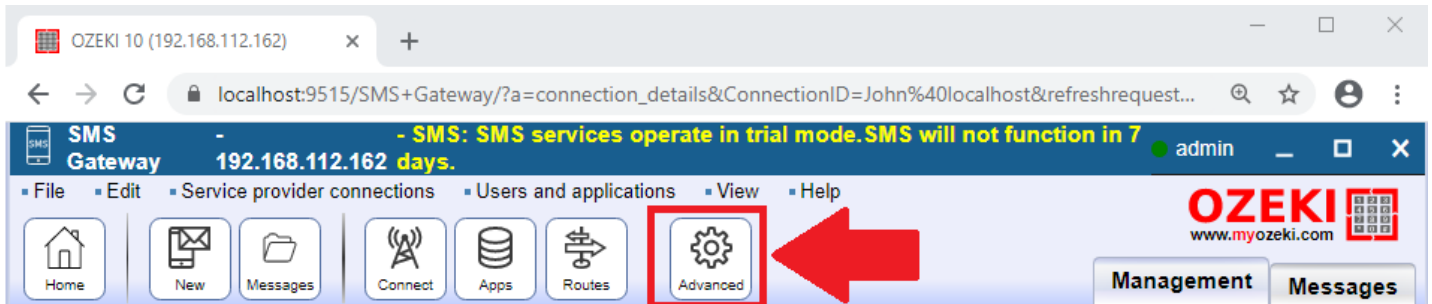 OZEKI 10 (192.168.112.162)
localhost:9515/SMS+Gateway/?a=connection_details&ConnectionID=John%40localhost&refreshrequest...
SMS
SMS - - SMS: SMS services operate in trial mode.SMS will not function in 7
Gateway 192.168.112.162 days.
admin
File Edit Service provider connections Users and applications View Help
OZEKI
www.myozeki.com
Home New Messages Connect Apps Routes Advanced
Management Messages